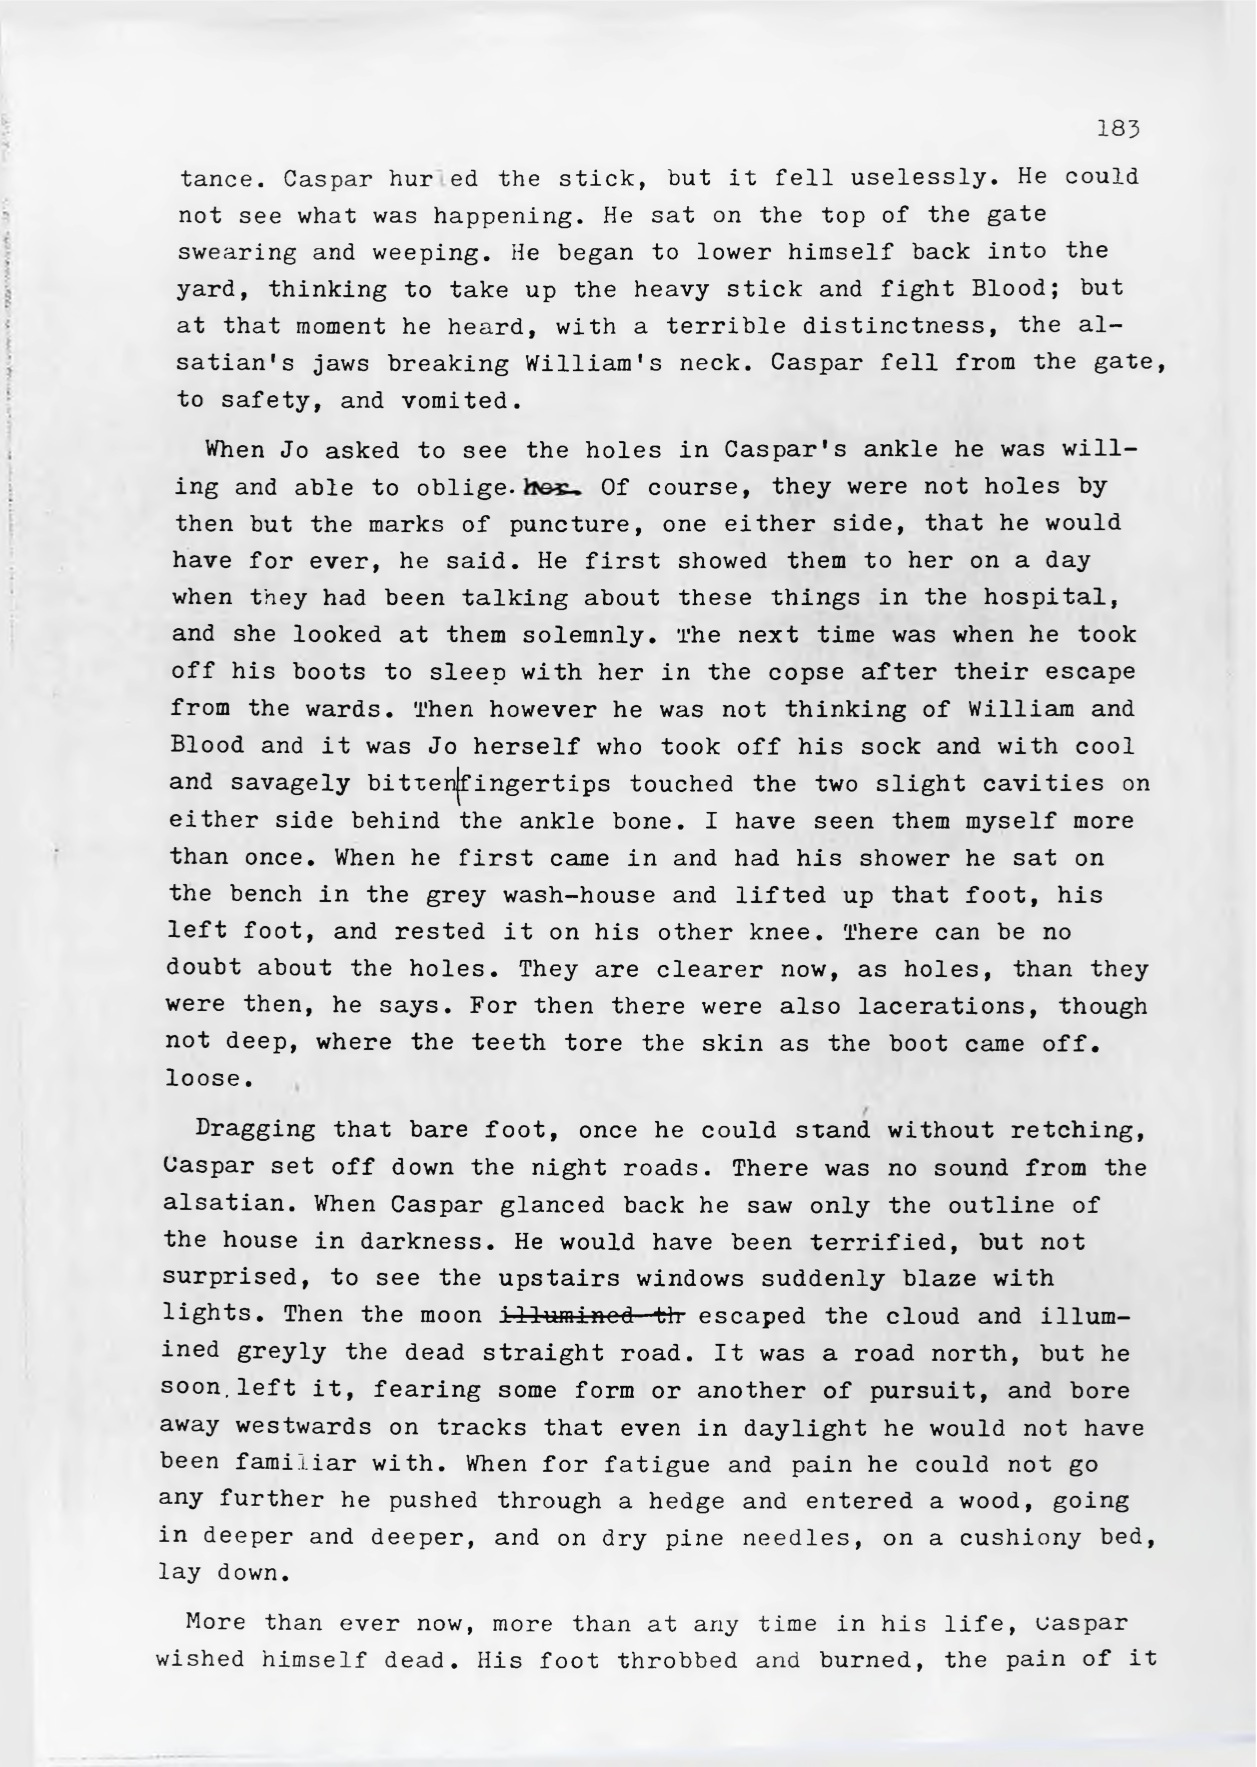 183
tance. Caspar hurled the stick, but it fell uselessly. He could
not see what was happening. He sat on the top of the gate
swearing and weeping. He began to lower himself back into the
yard, thinking to take up the heavy stick and fight Blood; but
at that moment he heard, with a terrible distinctness, the al-
satian's jaws breaking William's neck. Caspar fell from the gate,
to safety, and vomited.
When Jo asked to see the holes in Caspar's ankle he was will-
ing and able to oblige. her. Of course, they were not holes by
then but the marks of puncture, one either side, that he would
have for ever, he said. He first showed them to her on a day
when they had been talking about these things in the hospital,
and she looked at them solemnly. The next time was when he took
off his boots to sleep with her in the copse after their escape
from the wards. Then however he was not thinking of William and
Blood and it was Jo herself who took off his sock and with cool
and savagely bitten|fingertips touched the two slight cavities on
either side behind the ankle bone. I have seen them myself more
than once. When he first came in and had his shower he sat on
the bench in the grey wash-house and lifted up that foot, his
left foot, and rested it on his other knee. There can be no
doubt about the holes. They are clearer now, as holes, than they
were then, he says. For then there were also lacerations, though
not deep, where the teeth tore the skin as the boot came off.
loose.
Dragging that bare foot, once he could stand without retching,
Caspar set off down the night roads. There was no sound from the
alsatian. When Caspar glanced back he saw only the outline of
the house in darkness. He would have been terrified, but not
surprised, to see the upstairs windows suddenly blaze with
lights. Then the moon illumined th escaped the cloud and illum-
ined greyly the dead straight road. It was a road north, but he
soon left it, fearing some form or another of pursuit, and bore
away westwards on tracks that even in daylight he would not have
been familiar with. When for fatigue and pain he could not go
any further he pushed through a hedge and entered a wood, going
in deeper and deeper, and on dry pine needles, on a cushiony bed,
lay down.
More than ever now, more than at any time in his life, Caspar
wished himself dead. His foot throbbed and burned, the pain of it